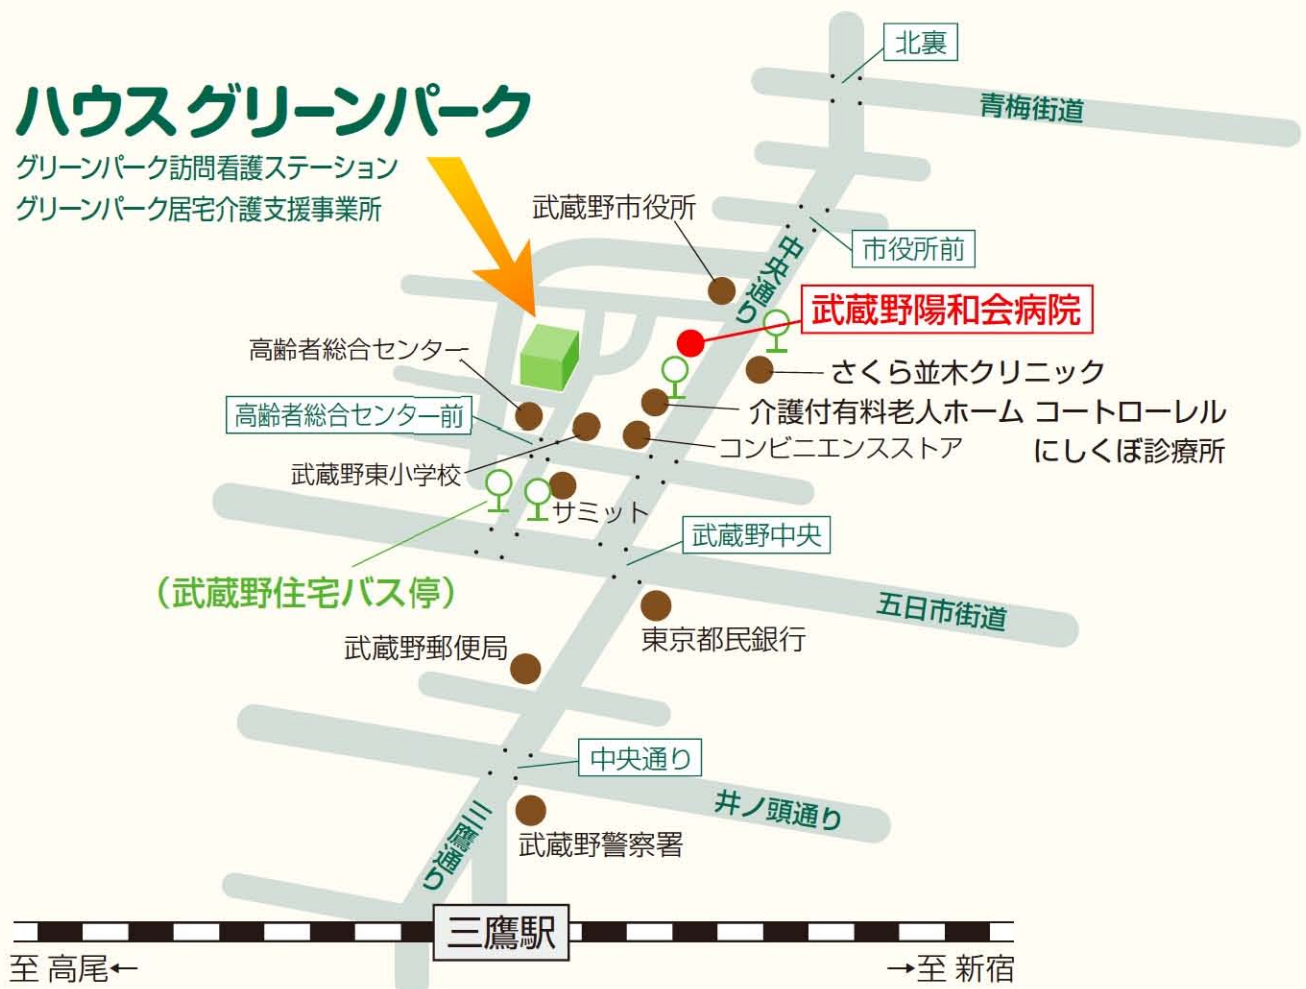 北裏
青梅街道
ハウス グリーンパーク
グリーンパーク訪問看護ステーション
グリーンパーク居宅介護支援事業所
武蔵野市役所
中央通り
市役所前
武蔵野陽和会病院
高齢者総合センター
さくら並木クリニック
高齢者総合センター前
介護付有料老人ホーム コートローレル
コンビニエンスストア
にしくぼ診療所
武蔵野東小学校
サミット
武蔵野中央
（武蔵野住宅バス停）
五日市街道
東京都民銀行
武蔵野郵便局
中央通り
井ノ頭通り
三鷹通り
武蔵野警察署
三鷹駅
至 高尾←
→至 新宿